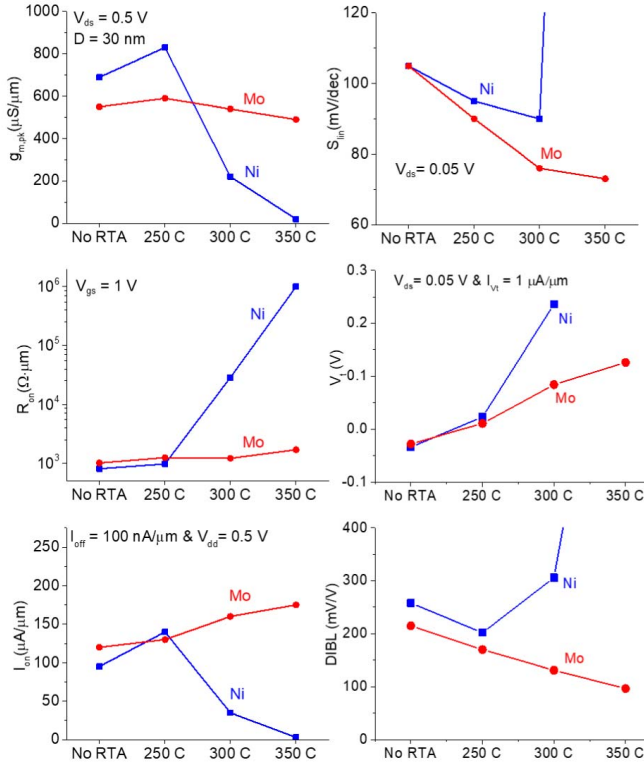 V_ds = 0.5 V
D = 30 nm
1000
800
600
400
200
0
g_m,pk(μS/μm)
Mo
Ni
No RTA 250 C 300 C 350 C
120
100
80
60
S_lin(mV/dec)
Ni
Mo
V_ds= 0.05 V
No RTA 250 C 300 C 350 C
V_gs = 1 V
10^6
10^5
10^4
10^3
R_on(Ω·μm)
Ni
Mo
No RTA 250 C 300 C 350 C
V_ds= 0.05 V & I_Vt = 1 μA/μm
0.3
0.2
0.1
0.0
-0.1
V_t(V)
Ni
Mo
No RTA 250 C 300 C 350 C
I_off = 100 nA/μm & V_dd= 0.5 V
250
200
150
100
50
0
I_on(μA/μm)
Mo
Ni
No RTA 250 C 300 C 350 C
400
300
200
100
0
DIBL (mV/V)
Ni
Mo
No RTA 250 C 300 C 350 C